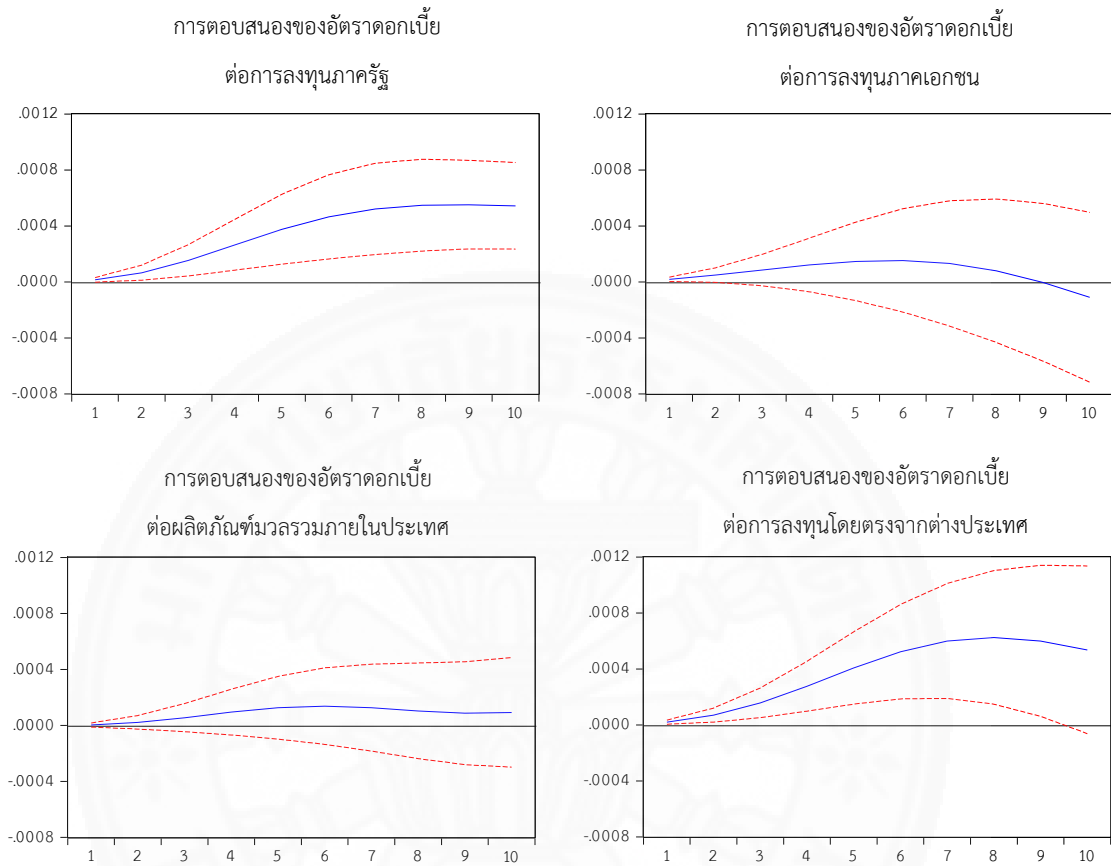 การตอบสนองของอัตราดอกเบี้ย
ต่อการลงทุนภาครัฐ
.0012
.0008
.0004
.0000
-.0004
-.0008
1 2 3 4 5 6 7 8 9 10
การตอบสนองของอัตราดอกเบี้ย
ต่อการลงทุนภาคเอกชน
.0012
.0008
.0004
.0000
-.0004
-.0008
1 2 3 4 5 6 7 8 9 10
การตอบสนองของอัตราดอกเบี้ย
ต่อผลิตภัณฑ์มวลรวมภายในประเทศ
.0012
.0008
.0004
.0000
-.0004
-.0008
1 2 3 4 5 6 7 8 9 10
การตอบสนองของอัตราดอกเบี้ย
ต่อการลงทุนโดยตรงจากต่างประเทศ
.0012
.0008
.0004
.0000
-.0004
-.0008
1 2 3 4 5 6 7 8 9 10